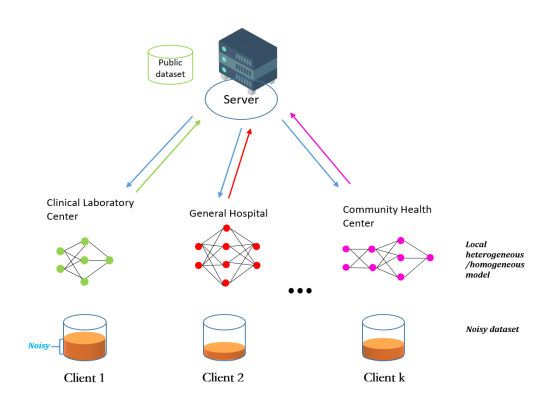 Public
dataset
Server
Clinical Laboratory
Center
General Hospital
Community Health
Center
Local
heterogeneous
/homogeneous
model
Noisy dataset
Noisy
Client 1
Client 2
Client k